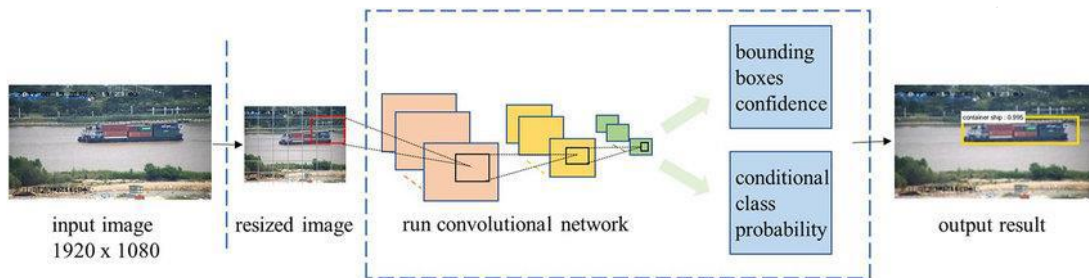 input image
1920 x 1080
resized image
run convolutional network
bounding
boxes
confidence
conditional
class
probability
container ship : 0.995
output result